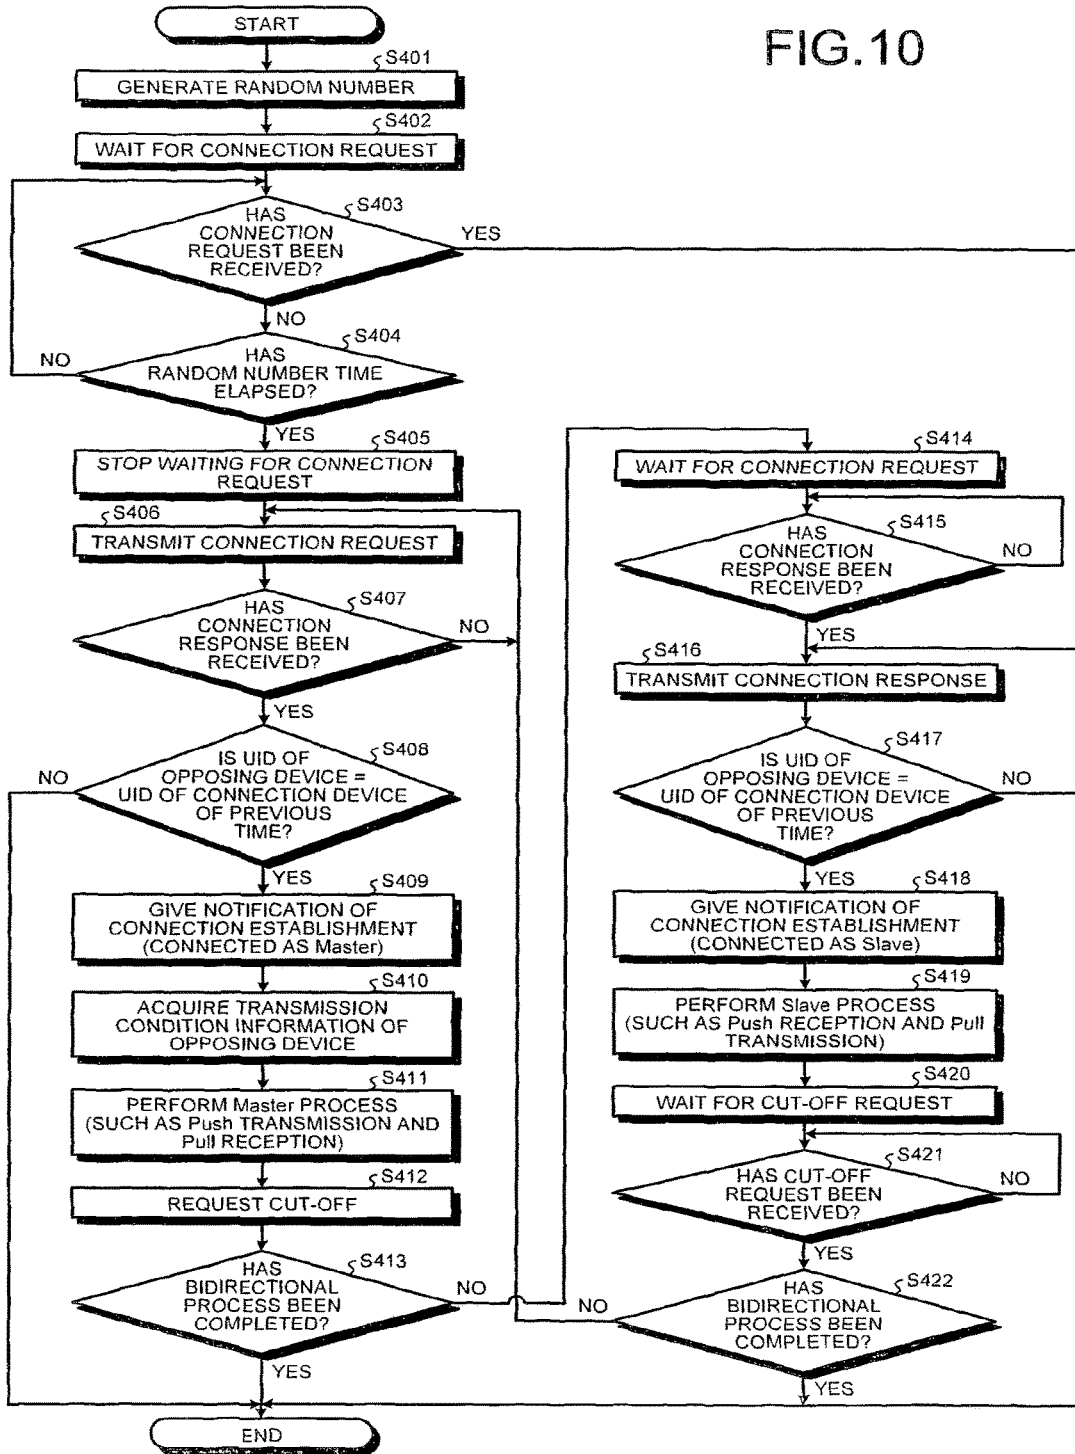 FIG.10
START
S401
GENERATE RANDOM NUMBER
S402
WAIT FOR CONNECTION REQUEST
S403
HAS
CONNECTION
REQUEST BEEN
RECEIVED?
YES
NO
S404
HAS
RANDOM NUMBER TIME
ELAPSED?
NO
YES
S405
STOP WAITING FOR CONNECTION
REQUEST
S406
TRANSMIT CONNECTION REQUEST
S407
HAS
CONNECTION
RESPONSE BEEN
RECEIVED?
NO
YES
S408
IS UID OF
OPPOSING DEVICE =
UID OF CONNECTION DEVICE
OF PREVIOUS
TIME?
NO
YES
S409
GIVE NOTIFICATION OF
CONNECTION ESTABLISHMENT
(CONNECTED AS Master)
S410
ACQUIRE TRANSMISSION
CONDITION INFORMATION OF
OPPOSING DEVICE
S411
PERFORM Master PROCESS
(SUCH AS Push TRANSMISSION AND
Pull RECEPTION)
S412
REQUEST CUT-OFF
S413
HAS
BIDIRECTIONAL
PROCESS BEEN
COMPLETED?
NO
YES
END
S414
WAIT FOR CONNECTION REQUEST
S415
HAS
CONNECTION
RESPONSE BEEN
RECEIVED?
NO
YES
S416
TRANSMIT CONNECTION RESPONSE
S417
IS UID OF
OPPOSING DEVICE =
UID OF CONNECTION DEVICE
OF PREVIOUS
TIME?
NO
YES
S418
GIVE NOTIFICATION OF
CONNECTION ESTABLISHMENT
(CONNECTED AS Slave)
S419
PERFORM Slave PROCESS
(SUCH AS Push RECEPTION AND Pull
TRANSMISSION)
S420
WAIT FOR CUT-OFF REQUEST
S421
HAS CUT-OFF
REQUEST BEEN
RECEIVED?
NO
YES
S422
HAS
BIDIRECTIONAL
PROCESS BEEN
COMPLETED?
NO
YES